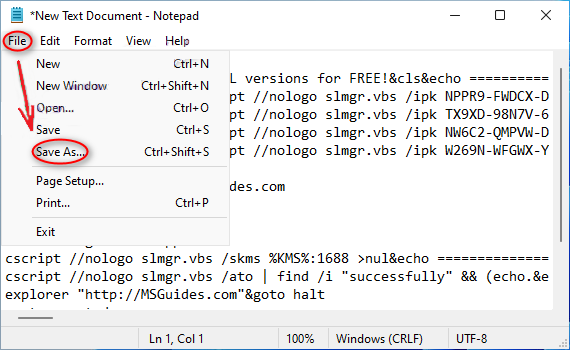 *New Text Document - Notepad
File Edit Format View Help
New Ctrl+N
New Window Ctrl+Shift+N
Open... Ctrl+O
Save Ctrl+S
Save As... Ctrl+Shift+S
Page Setup... 
Print... Ctrl+P
Exit
L versions for FREE!&cls&echo ===========
pt //nologo slmgr.vbs /ipk NPPR9-FWDCX-D
pt //nologo slmgr.vbs /ipk TX9XD-98N7V-6
pt //nologo slmgr.vbs /ipk NW6C2-QMPVW-D
pt //nologo slmgr.vbs /ipk W269N-WFGWX-Y
uides.com
cscript //nologo slmgr.vbs /skms %KMS%:1688 >nul&echo ===============
cscript //nologo slmgr.vbs /ato | find /i "successfully" && (echo.&e
explorer "http://MSGuides.com"&goto halt
Ln 1, Col 1 100% Windows (CRLF) UTF-8